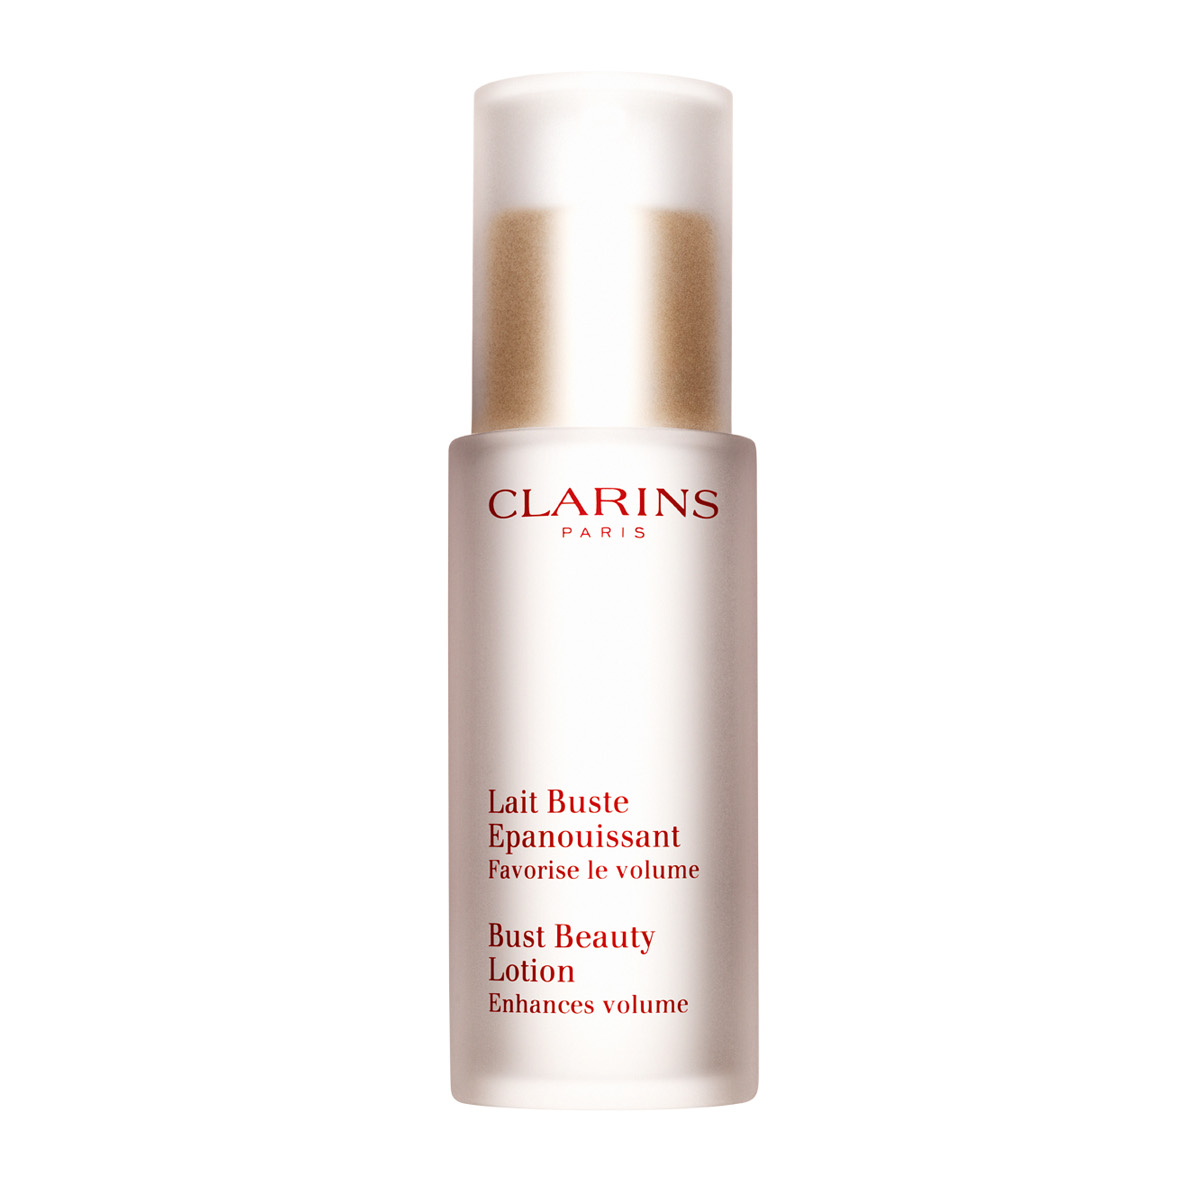 CLARINS
PARIS
Lait Buste
Epanouissant
Favorise le volume
Bust Beauty
Lotion
Enhances volume